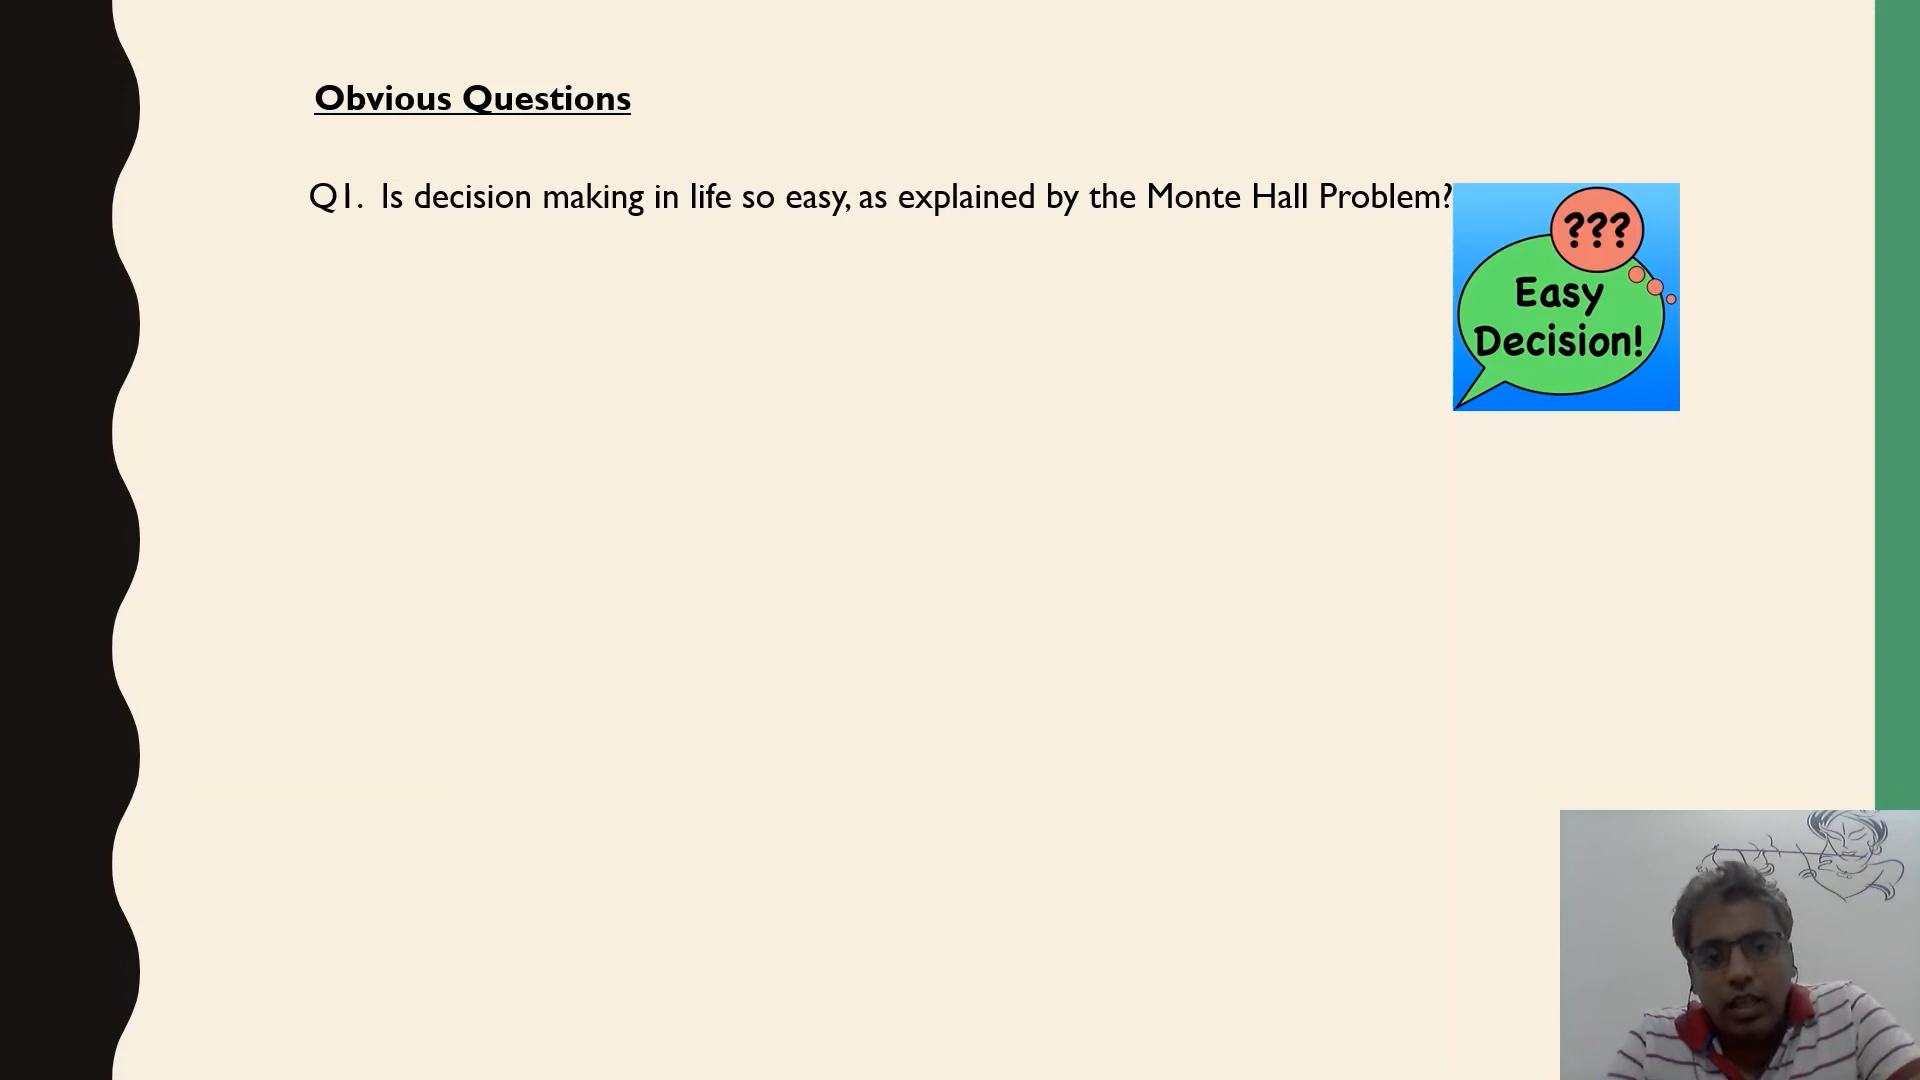 Obvious Questions
Q1. Is decision making in life so easy, as explained by the Monte Hall Problem?
???
Easy
Decision!